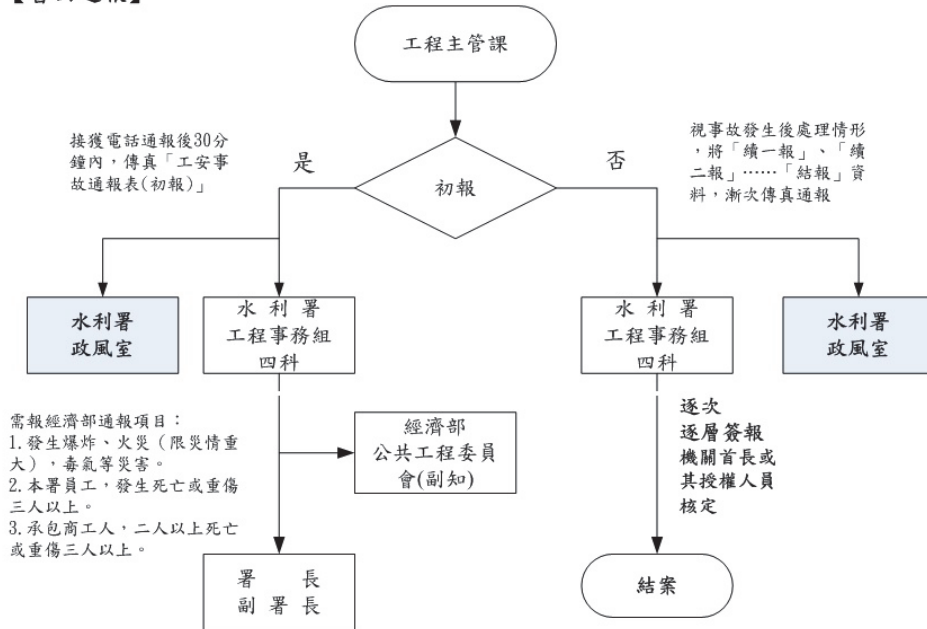 工程主管課
接獲電話通報後30分
鐘內，傳真「工安事
故通報表(初報)」
是
初報
否
視事故發生後處理情形
，將「續一報」、「續
二報」……「結報」資
料，漸次傳真通報
水利署
政風室
水 利 署
工程事務組
四科
水 利 署
工程事務組
四科
水利署
政風室
需報經濟部通報項目：
1.發生爆炸、火災（限災情重
大），毒氣等災害。
2.本署員工，發生死亡或重傷
三人以上。
3.承包商工人，二人以上死亡
或重傷三人以上。
經濟部
公共工程委員
會(副知)
逐次
逐層簽報
機關首長或
其授權人員
核定
署　　長
副 署 長
結案